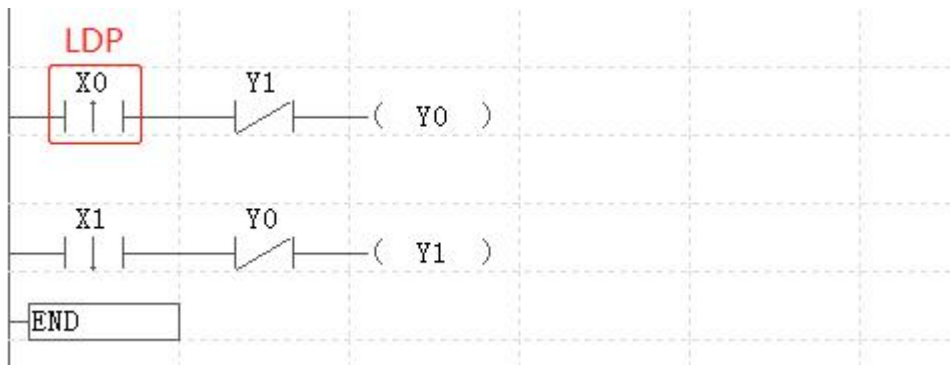 LDP
X0 Y1
( Y0 )
X1 Y0
( Y1 )
END